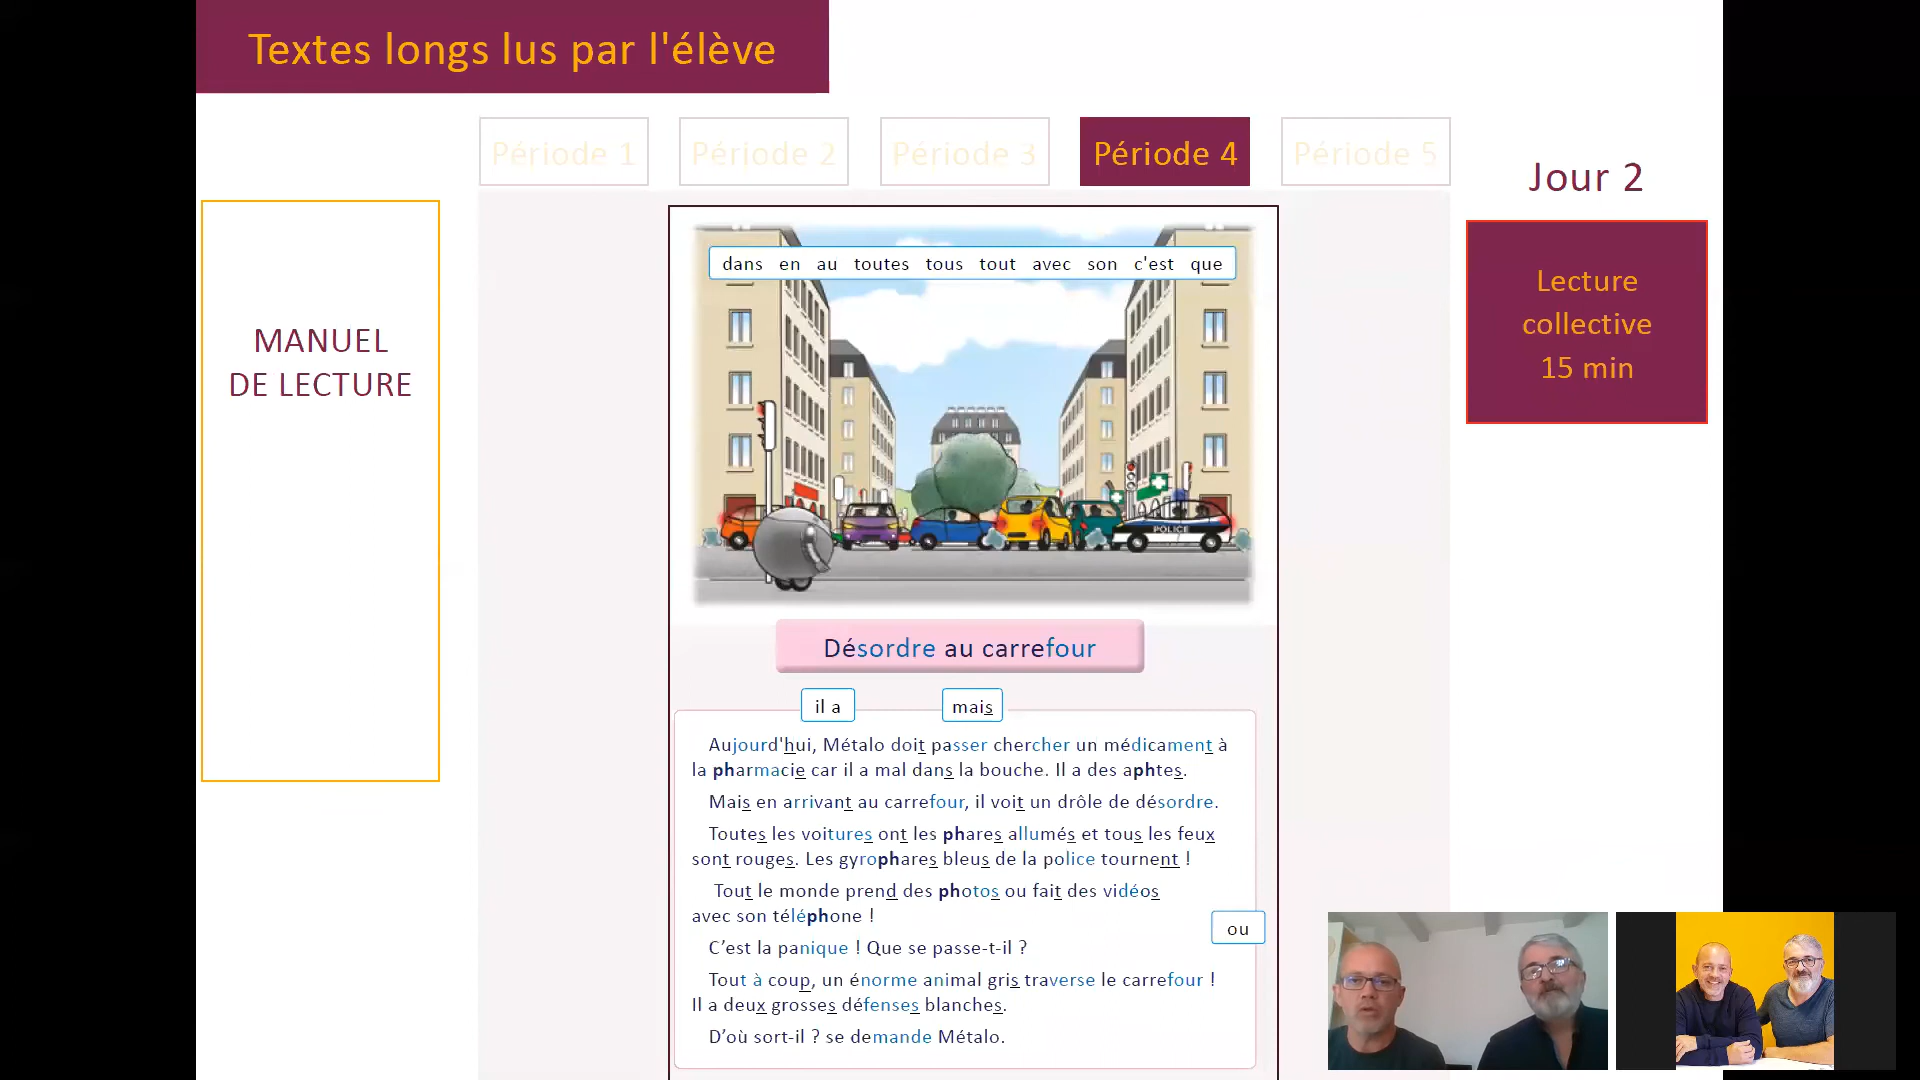 Textes longs lus par l'élève
Période 1
Période 2
Période 3
Période 4
Période 5
Jour 2
MANUEL
DE LECTURE
Lecture
collective
15 min
dans en au toutes tous tout avec son c'est que
POLICE
Désordre au carrefour
il a
mais
Aujourd'hui, Métalo doit passer chercher un médicament à
la pharmacie car il a mal dans la bouche. Il a des aphtes.
Mais en arrivant au carrefour, il voit un drôle de désordre.
Toutes les voitures ont les phares allumés et tous les feux
sont rouges. Les gyrophares bleus de la police tournent !
Tout le monde prend des photos ou fait des vidéos
avec son téléphone !
ou
C’est la panique ! Que se passe-t-il ?
Tout à coup, un énorme animal gris traverse le carrefour !
Il a deux grosses défenses blanches.
D’où sort-il ? se demande Métalo.